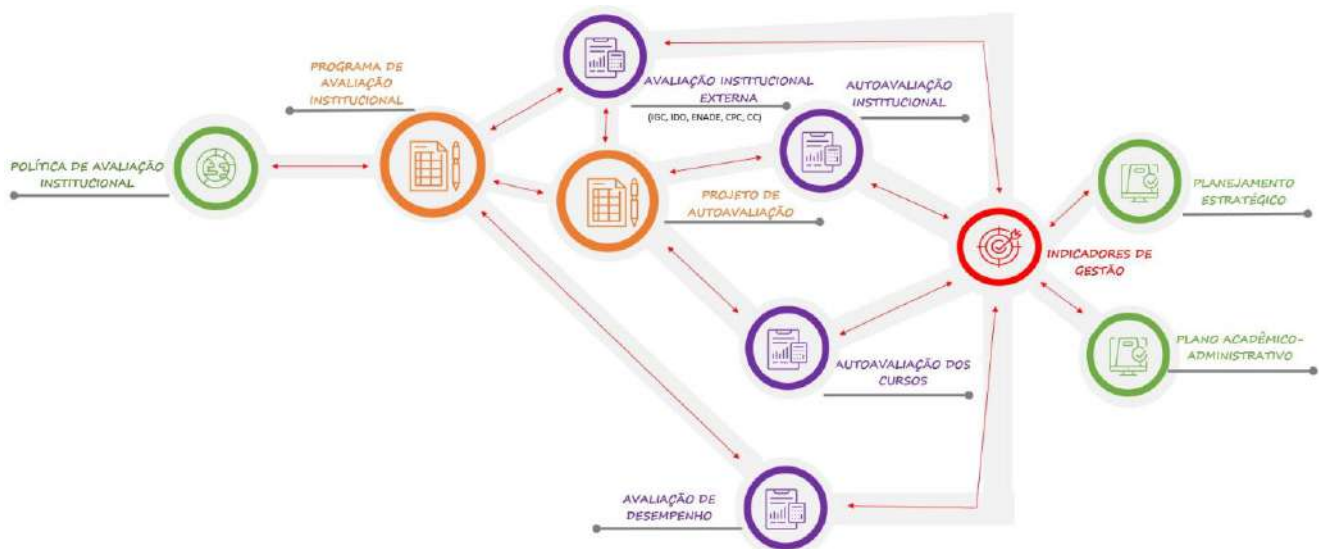 PROGRAMA DE
AVALIAÇÃO
INSTITUCIONAL
POLÍTICA DE AVALIAÇÃO
INSTITUCIONAL
AVALIAÇÃO INSTITUCIONAL
EXTERNA
(IGC, IDO, ENADE, CPC, CC)
AUTOAVALIAÇÃO
INSTITUCIONAL
PROJETO DE
AUTOAVALIAÇÃO
PLANEJAMENTO
ESTRATÉGICO
INDICADORES DE
GESTÃO
PLANO ACADÊMICO-
ADMINISTRATIVO
AUTOAVALIAÇÃO DOS
CURSOS
AVALIAÇÃO DE
DESEMPENHO